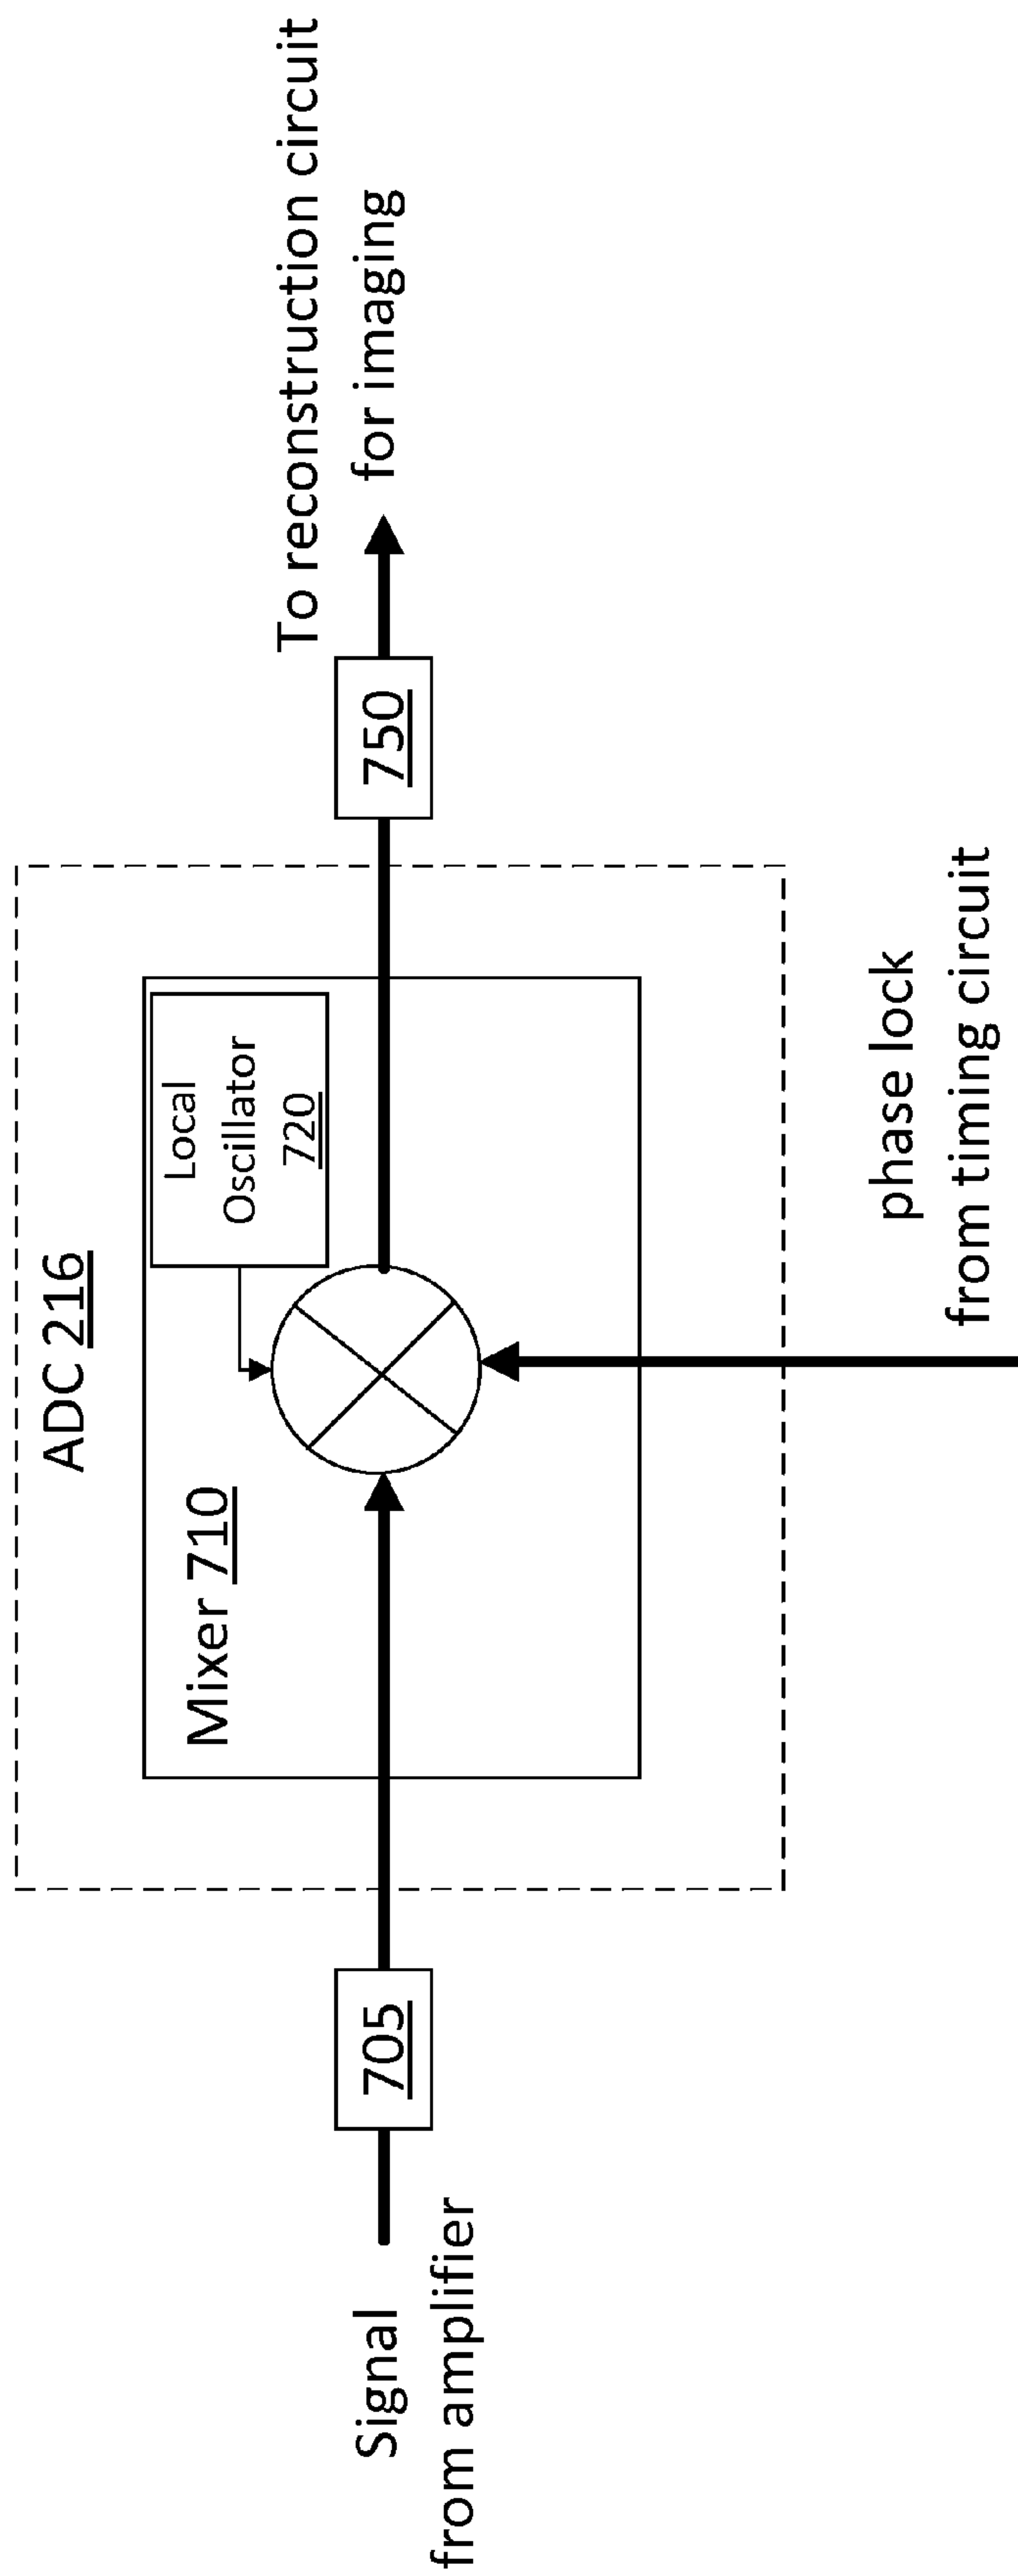 ADC 216
Mixer 710
Local
Oscillator
720
Signal
from amplifier
705
750
To reconstruction circuit
for imaging
phase lock
from timing circuit